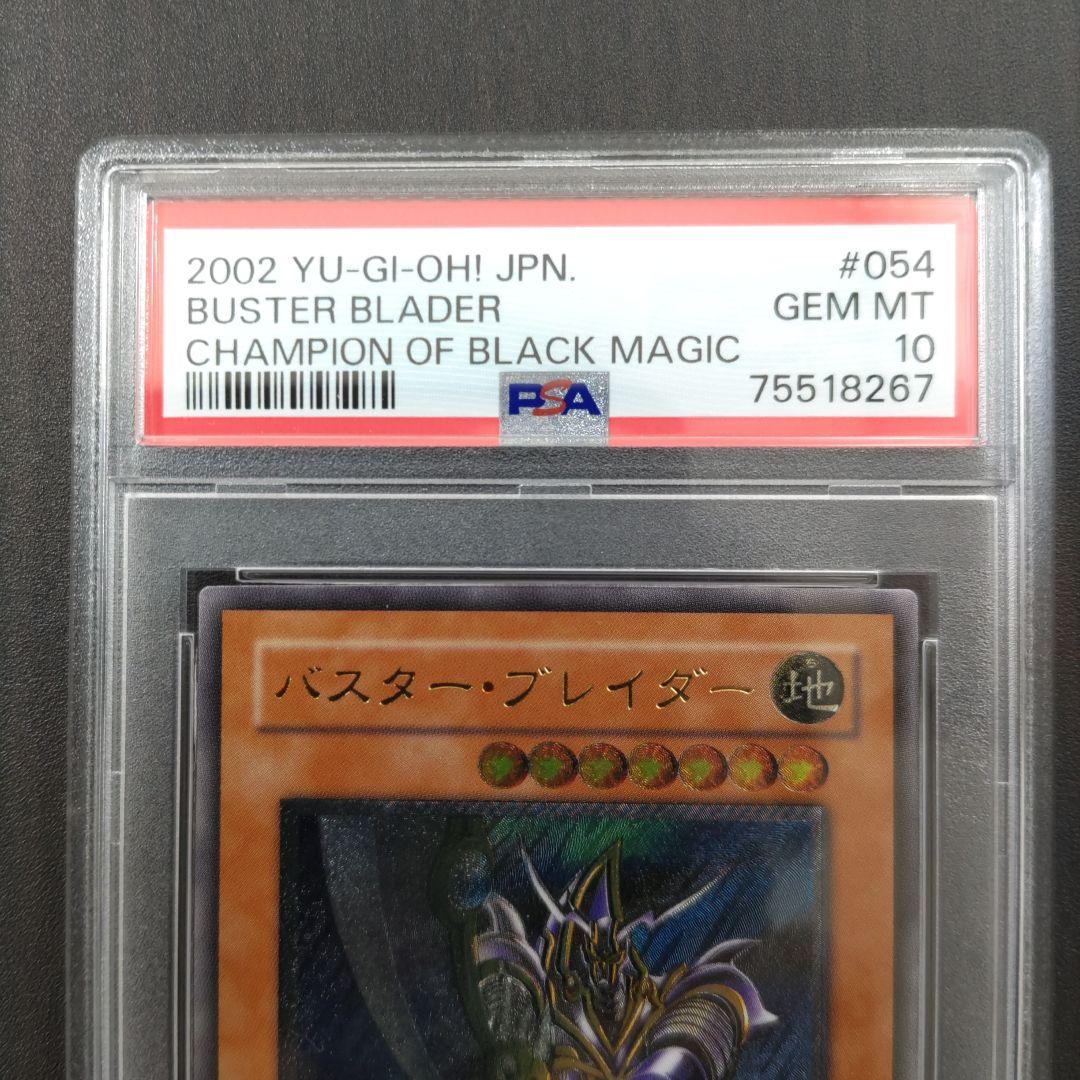 2002 YU-GI-OH! JPN. #054
BUSTER BLADER GEM MT
CHAMPION OF BLACK MAGIC 10
PSA 75518267
バスター・ブレイダー
ち
地